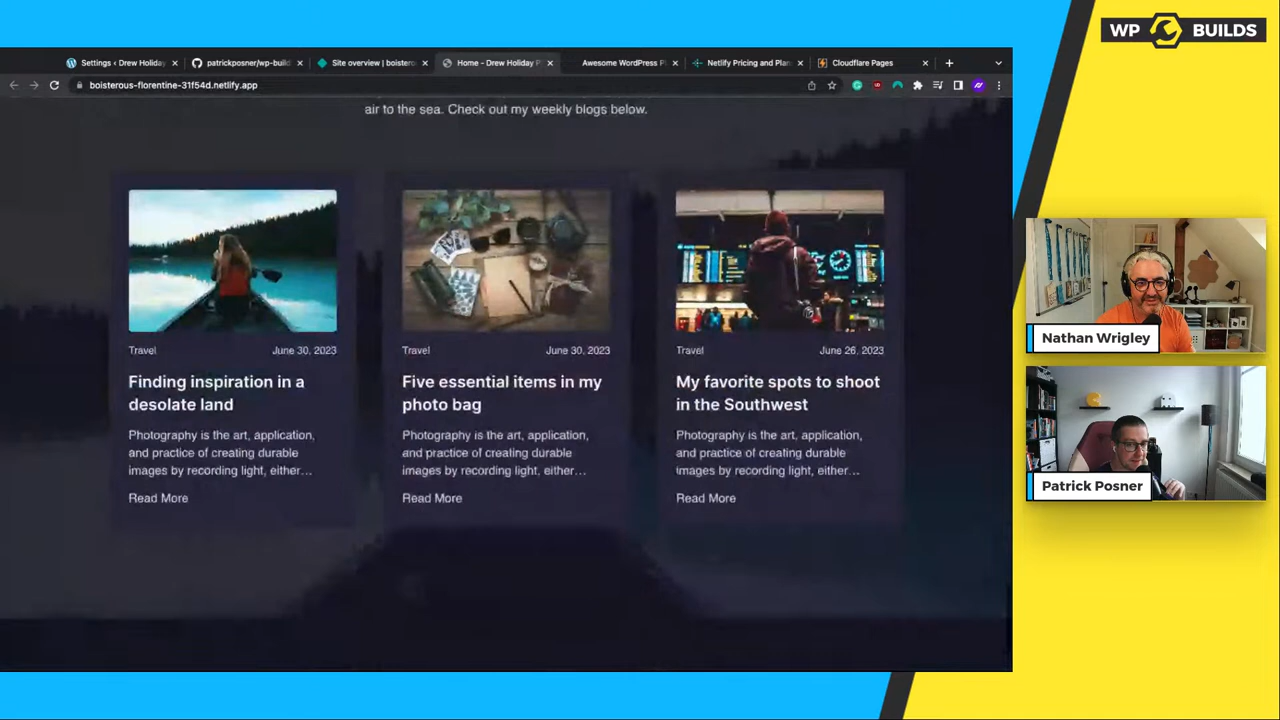 WP BUILDS
Settings ‹ Drew Holiday
patrickposner/wp-build
Site overview | boistero
Home – Drew Holiday P
Awesome WordPress P
Netlify Pricing and Plan
Cloudflare Pages
boisterous-florentine-31f54d.netlify.app
air to the sea. Check out my weekly blogs below.
Travel
June 30, 2023
Finding inspiration in a
desolate land
Photography is the art, application,
and practice of creating durable
images by recording light, either...
Read More
Travel
June 30, 2023
Five essential items in my
photo bag
Photography is the art, application,
and practice of creating durable
images by recording light, either...
Read More
Travel
June 26, 2023
My favorite spots to shoot
in the Southwest
Photography is the art, application,
and practice of creating durable
images by recording light, either...
Read More
Nathan Wrigley
Patrick Posner